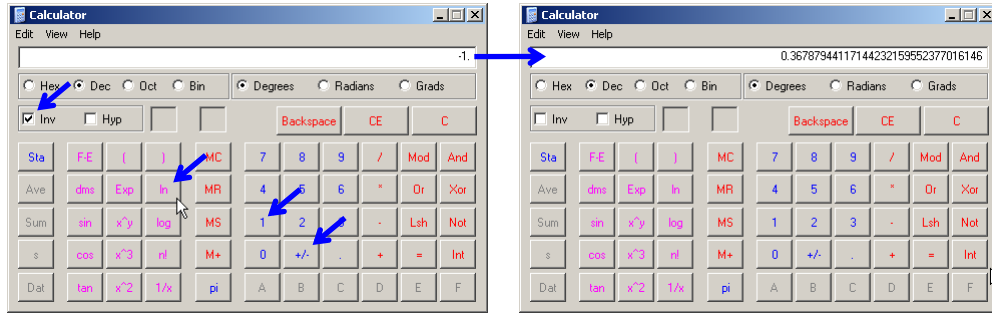 Calculator
Edit View Help
-1.
Hex Dec Oct Bin Degrees Radians Grads
Inv Hyp Backspace CE C
Sta F-E ( ) MC 7 8 9 / Mod And
Ave dms Exp ln MR 4 5 6 * Or Xor
Sum sin x^y log MS 1 2 3 - Lsh Not
s cos x^3 n! M+ 0 +/- . + = Int
Dat tan x^2 1/x pi A B C D E F
Calculator
Edit View Help
0.36787944117144232159552377016146
Hex Dec Oct Bin Degrees Radians Grads
Inv Hyp Backspace CE C
Sta F-E ( ) MC 7 8 9 / Mod And
Ave dms Exp ln MR 4 5 6 * Or Xor
Sum sin x^y log MS 1 2 3 - Lsh Not
s cos x^3 n! M+ 0 +/- . + = Int
Dat tan x^2 1/x pi A B C D E F